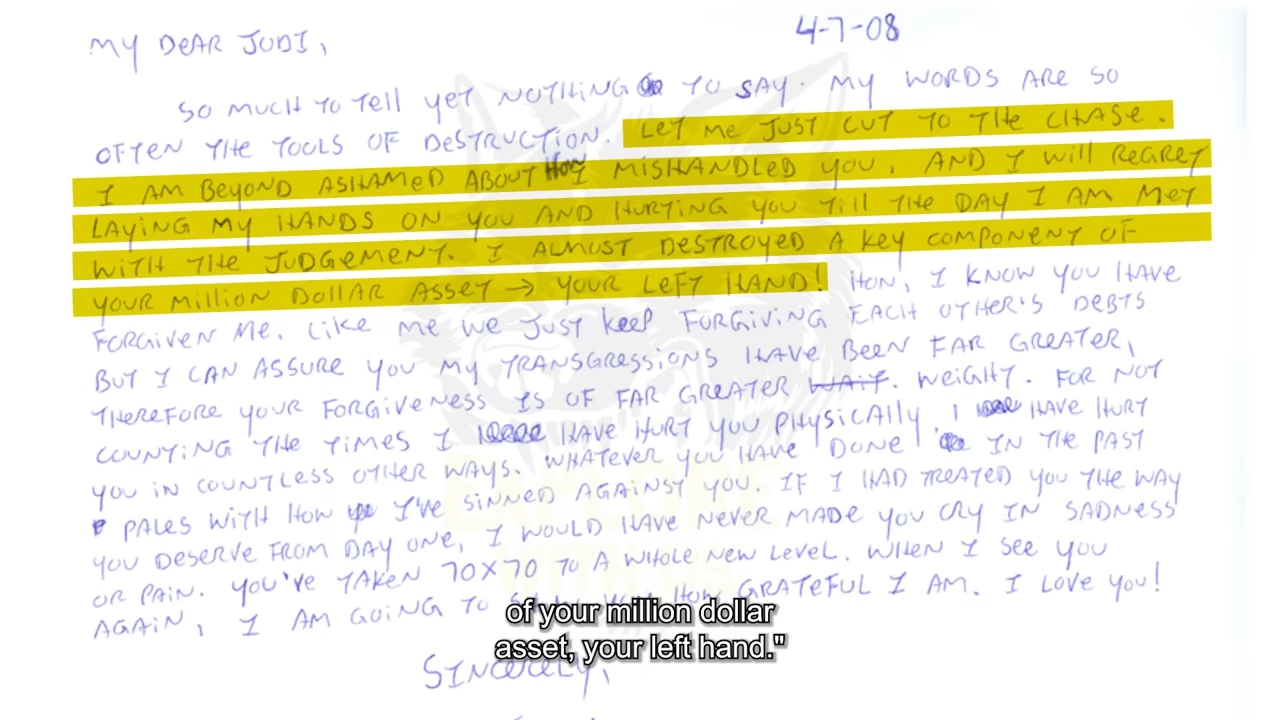 4-7-08
MY DEAR JUDI,
SO MUCH TO TELL YET NOTHING TO SAY. MY WORDS ARE SO
OFTEN THE TOOLS OF DESTRUCTION. LET ME JUST CUT TO THE CHASE.
I AM BEYOND ASHAMED ABOUT HOW I MISHANDLED YOU, AND I WILL REGRET
LAYING MY HANDS ON YOU AND HURTING YOU TILL THE DAY I AM MET
WITH THE JUDGEMENT. I ALMOST DESTROYED A KEY COMPONENT OF
YOUR MILLION DOLLAR ASSET → YOUR LEFT HAND! HON, I KNOW YOU HAVE
FORGIVEN ME. LIKE ME WE JUST KEEP FORGIVING EACH OTHER'S DEBTS
BUT I CAN ASSURE YOU MY TRANSGRESSIONS HAVE BEEN FAR GREATER,
THEREFORE YOUR FORGIVENESS IS OF FAR GREATER WAIT. WEIGHT. FOR NOT
COUNTING THE TIMES I HAVE HURT YOU PHYSICALLY, I HAVE HURT
YOU IN COUNTLESS OTHER WAYS. WHATEVER YOU HAVE DONE IN THE PAST
PALES WITH HOW I'VE SINNED AGAINST YOU. IF I HAD TREATED YOU THE WAY
YOU DESERVE FROM DAY ONE, I WOULD HAVE NEVER MADE YOU CRY IN SADNESS
OR PAIN. YOU'VE TAKEN 70X70 TO A WHOLE NEW LEVEL. WHEN I SEE YOU
AGAIN, I AM GOING TO HOW GRATEFUL I AM. I LOVE YOU!
SINCERELY,
of your million dollar
asset, your left hand."